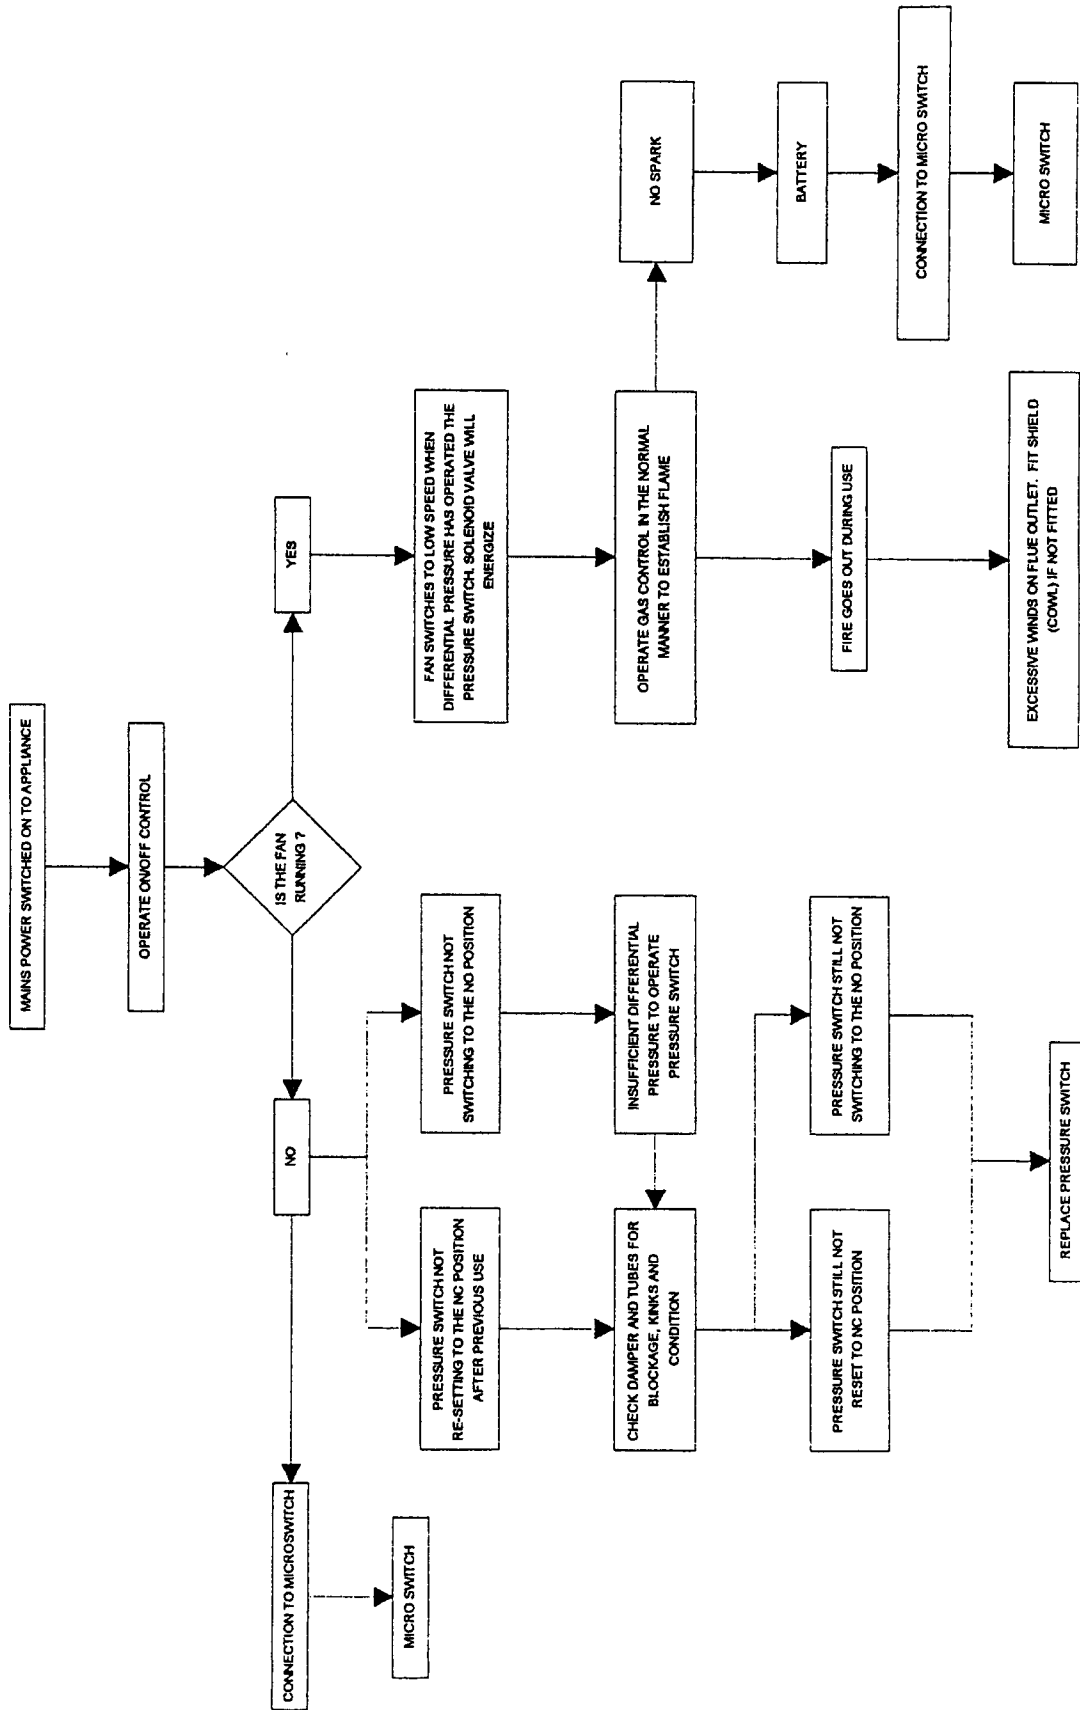 MAINS POWER SWITCHED ON TO APPLIANCE
OPERATE ON/OFF CONTROL
IS THE FAN
RUNNING ?
YES
NO
CONNECTION TO MICROSWITCH
MICRO SWITCH
PRESSURE SWITCH NOT
RE-SETTING TO THE NC POSITION
AFTER PREVIOUS USE
PRESSURE SWITCH NOT
SWITCHING TO THE NO POSITION
FAN SWITCHES TO LOW SPEED WHEN
DIFFERENTIAL PRESSURE HAS OPERATED THE
PRESSURE SWITCH. SOLENOID VALVE WILL
ENERGIZE
CHECK DAMPER AND TUBES FOR
BLOCKAGE, KINKS AND
CONDITION
INSUFFICIENT DIFFERENTIAL
PRESSURE TO OPERATE
PRESSURE SWITCH
OPERATE GAS CONTROL IN THE NORMAL
MANNER TO ESTABLISH FLAME
NO SPARK
BATTERY
CONNECTION TO MICRO SWITCH
MICRO SWITCH
PRESSURE SWITCH STILL NOT
RESET TO NC POSITION
PRESSURE SWITCH STILL NOT
SWITCHING TO THE NO POSITION
FIRE GOES OUT DURING USE
REPLACE PRESSURE SWITCH
EXCESSIVE WINDS ON FLUE OUTLET. FIT SHIELD
(COWL) IF NOT FITTED